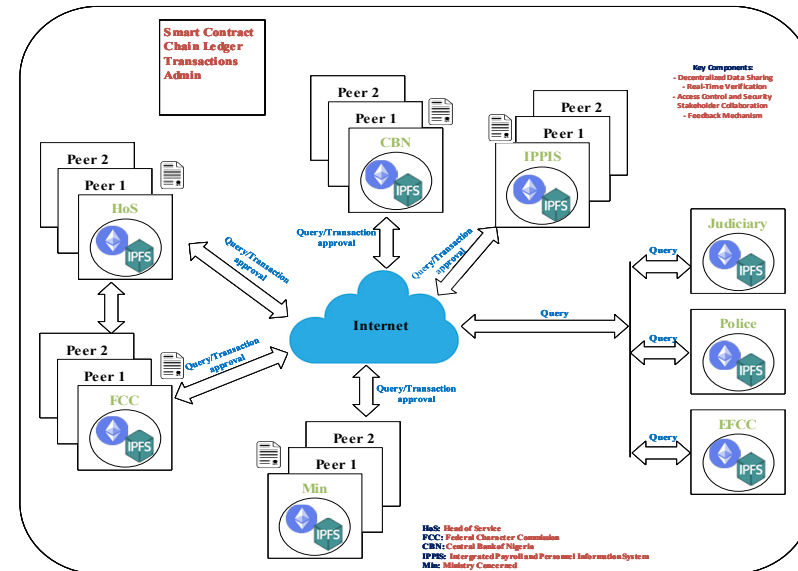 Smart Contract
Chain Ledger
Transactions
Admin
Key Components:
- Decentralized Data Sharing
- Real-Time Verification
- Access Control and Security
Stakeholder Collaboration
- Feedback Mechanism
Peer 2
Peer 1
CBN
IPFS
Peer 2
Peer 1
IPPIS
IPFS
Peer 2
Peer 1
HoS
IPFS
Judiciary
IPFS
Query/Transaction
approval
Query/Transaction
approval
Query/Transaction
approval
Query
Internet
Query
Police
IPFS
Query
Peer 2
Peer 1
FCC
IPFS
Query/Transaction
approval
Query/Transaction
approval
EFCC
IPFS
Query
Peer 2
Peer 1
Min
IPFS
HoS: Head of Service
FCC: Federal Character Commission
CBN: Central Bank of Nigeria
IPPIS: Intergrated Payroll and Personnel Information System
Min: Ministry Concerned